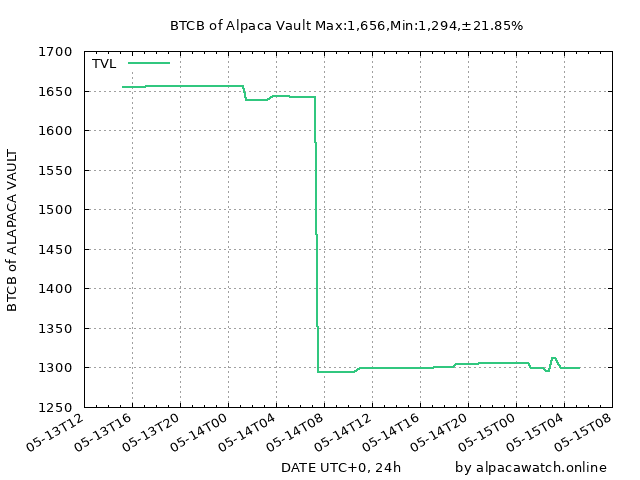 BTCB of Alpaca Vault Max:1,656,Min:1,294,±21.85%
TVL
1700
1650
1600
1550
1500
1450
1400
1350
1300
1250
BTCB of ALAPACA VAULT
05-13T12
05-13T16
05-13T20
05-14T00
05-14T04
05-14T08
05-14T12
05-14T16
05-14T20
05-15T00
05-15T04
05-15T08
DATE UTC+0, 24h
by alpacawatch.online